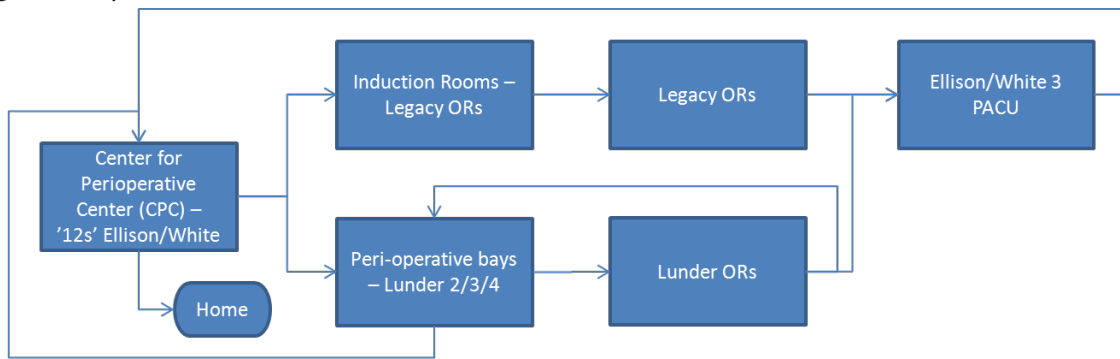 Induction Rooms –
Legacy ORs
Legacy ORs
Ellison/White 3
PACU
Center for
Perioperative
Center (CPC) –
’12s’ Ellison/White
Peri-operative bays
– Lunder 2/3/4
Lunder ORs
Home